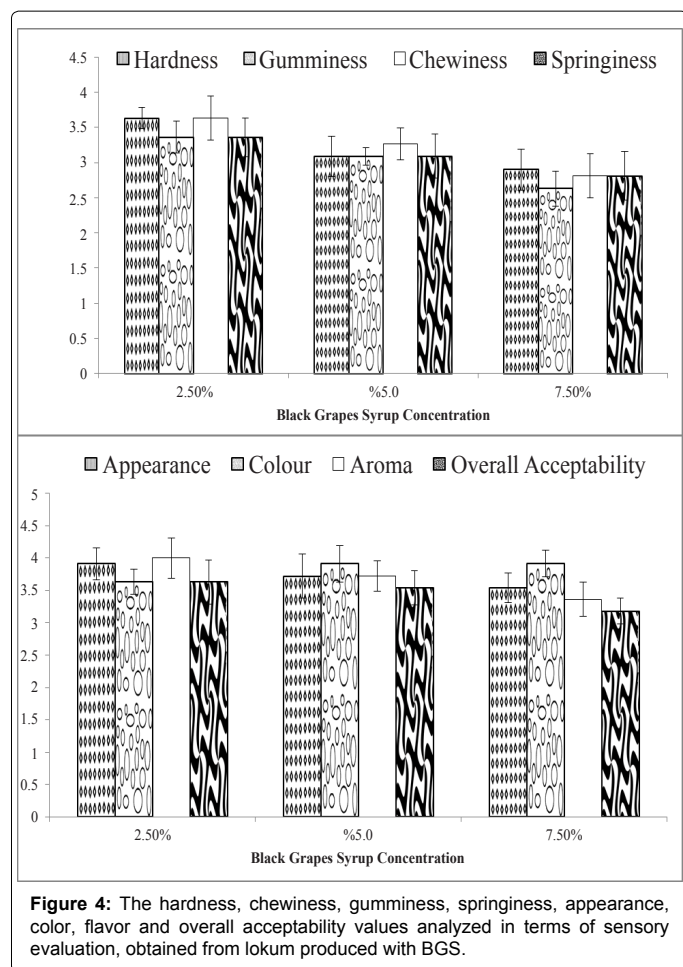 Hardness Gumminess Chewiness Springiness
4.5
4
3.5
3
2.5
2
1.5
1
0.5
0
2.50% %5.0 7.50%
Black Grapes Syrup Concentration
Appearance Colour Aroma Overall Acceptability
5
4.5
4
3.5
3
2.5
2
1.5
1
0.5
0
2.50% %5.0 7.50%
Black Grapes Syrup Concentration
Figure 4: The hardness, chewiness, gumminess, springiness, appearance,
color, flavor and overall acceptability values analyzed in terms of sensory
evaluation, obtained from lokum produced with BGS.